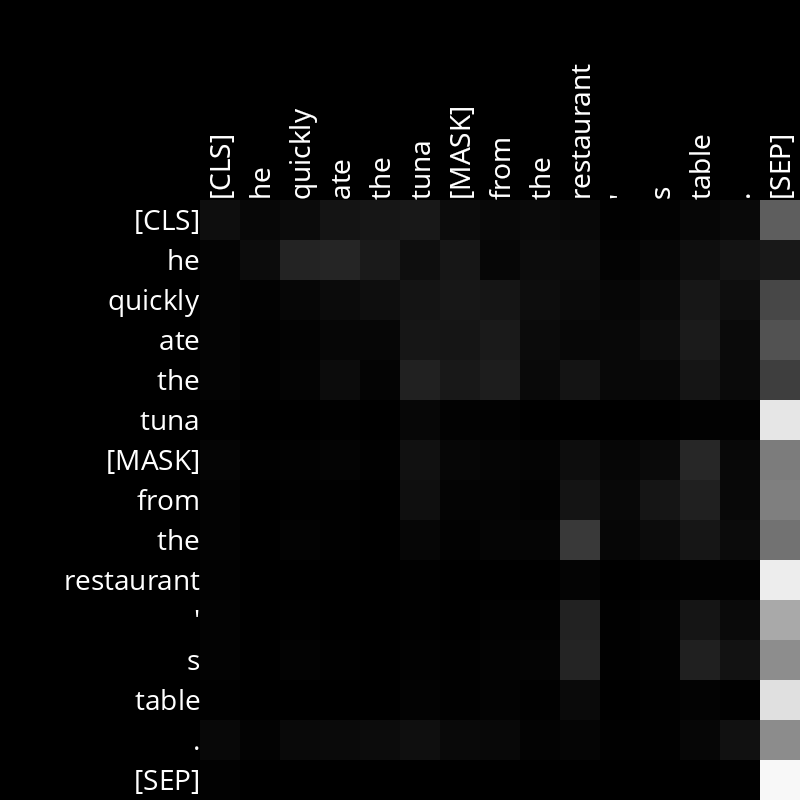 [CLS] he quickly ate the tuna [MASK] from the restaurant ' s table . [SEP]
[CLS]
he
quickly
ate
the
tuna
[MASK]
from
the
restaurant
'
s
table
.
[SEP]